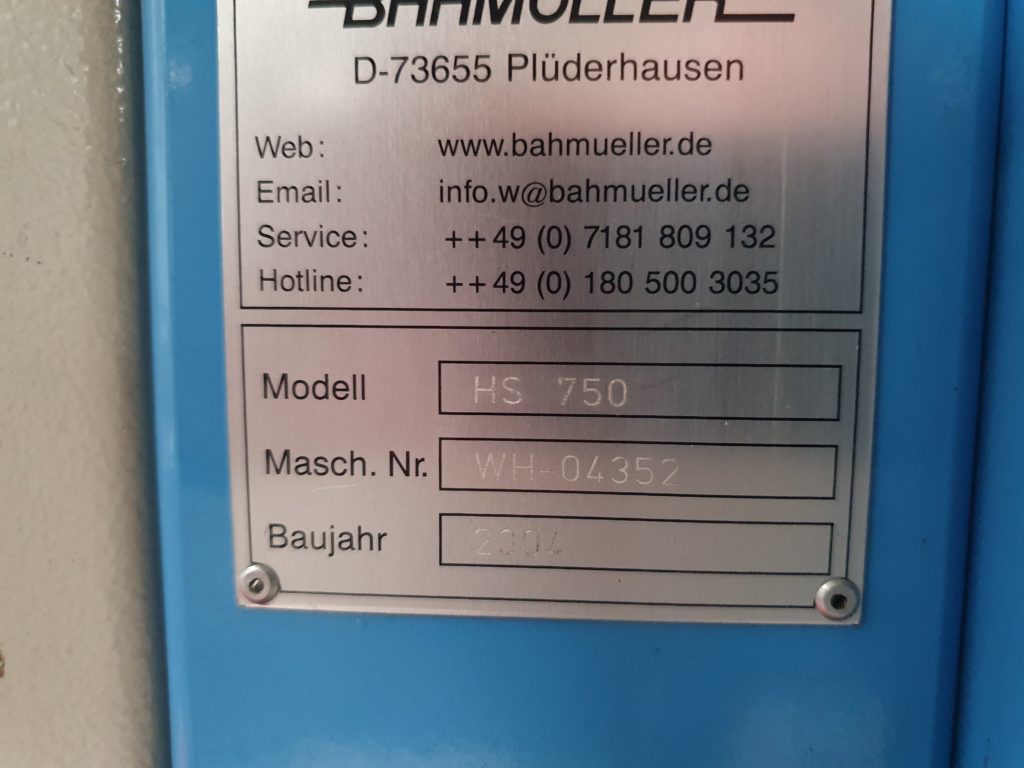 BAHMÜLLER
D-73655 Plüderhausen
Web: www.bahmueller.de
Email: info.w@bahmueller.de
Service: ++49 (0) 7181 809 132
Hotline: ++49 (0) 180 500 3035
Modell HS 750
Masch. Nr. WH-04352
Baujahr 2004